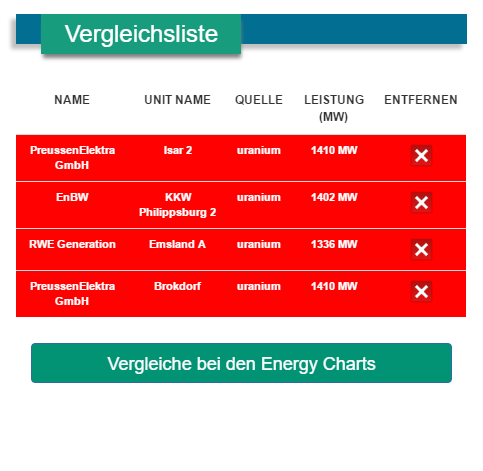 Vergleichsliste
NAME UNIT NAME QUELLE LEISTUNG ENTFERNEN
(MW)
PreussenElektra Isar 2 uranium 1410 MW
GmbH
EnBW KKW uranium 1402 MW
Philippsburg 2
RWE Generation Emsland A uranium 1336 MW
PreussenElektra Brokdorf uranium 1410 MW
GmbH
Vergleiche bei den Energy Charts